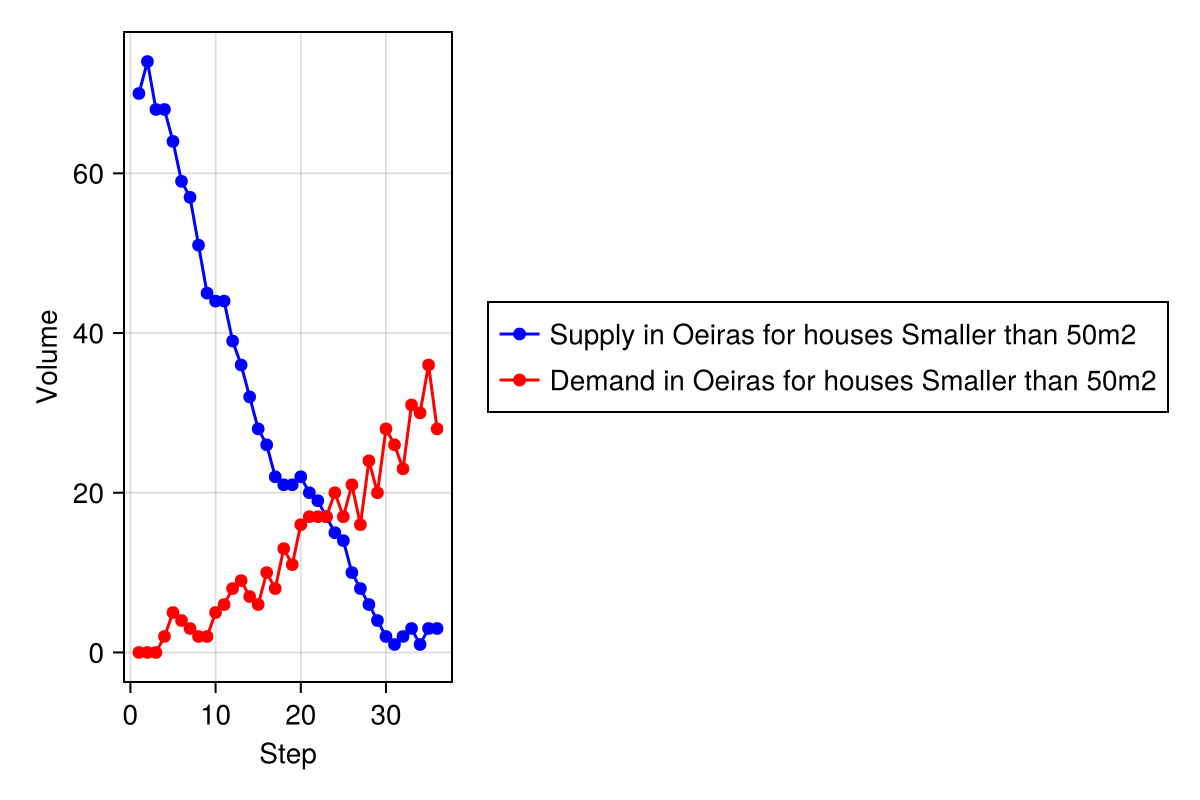 60
40
20
0
Volume
0 10 20 30
Step
Supply in Oeiras for houses Smaller than 50m2
Demand in Oeiras for houses Smaller than 50m2